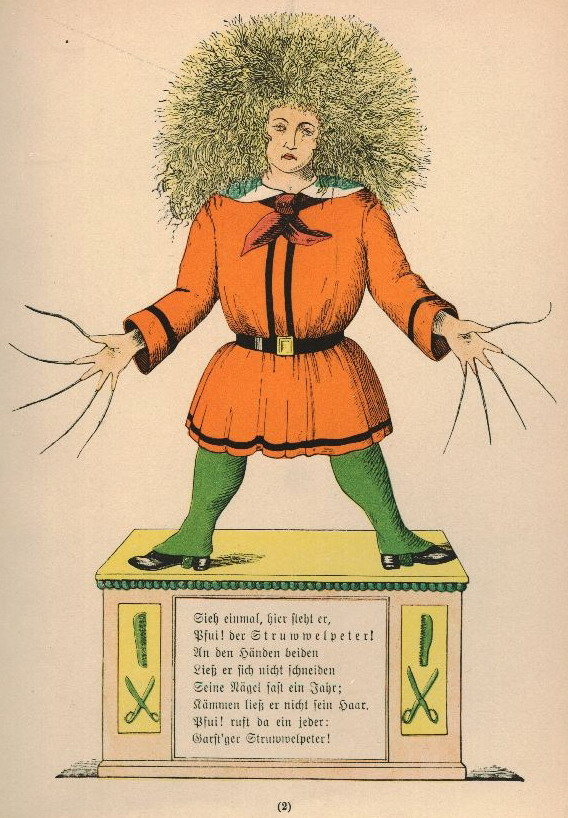 Sieh einmal, hier steht er,
Pfui! der Struwwelpeter!
An den Händen beiden
Ließ er sich nicht schneiden
Seine Nägel fast ein Jahr;
Kämmen ließ er nicht sein Haar.
Pfui! ruft da ein jeder:
Garst'ger Struwwelpeter!
(2)